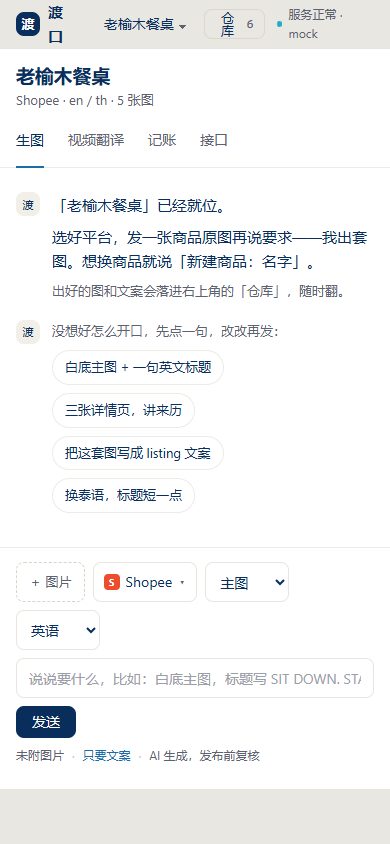 渡 渡口 老榆木餐桌 仓库 6 服务正常 · mock
老榆木餐桌
Shopee · en / th · 5 张图
生图 视频翻译 记账 接口
渡 「老榆木餐桌」已经就位。
选好平台，发一张商品原图再说要求——我出套
图。想换商品就说「新建商品：名字」。
出好的图和文案会落进右上角的「仓库」，随时翻。
渡 没想好怎么开口，先点一句，改改再发：
白底主图 + 一句英文标题
三张详情页，讲来历
把这套图写成 listing 文案
换泰语，标题短一点
+ 图片 S Shopee 主图
英语
说说要什么，比如：白底主图，标题写 SIT DOWN. STA
发送
未附图片 · 只要文案 · AI 生成，发布前复核